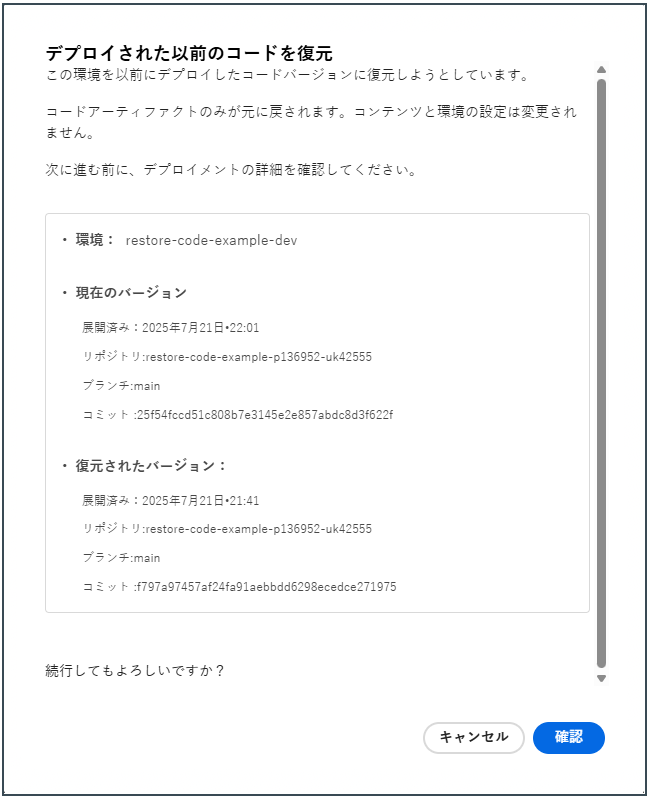 デプロイされた以前のコードを復元
この環境を以前にデプロイしたコードバージョンに復元しようとしています。
コードアーティファクトのみが元に戻されます。コンテンツと環境の設定は変更され
ません。
次に進む前に、デプロイメントの詳細を確認してください。
• 環境： restore-code-example-dev
• 現在のバージョン
展開済み：2025年7月21日•22:01
リポジトリ:restore-code-example-p136952-uk42555
ブランチ:main
コミット :25f54fccd51c808b7e3145e2e857abdc8d3f622f
• 復元されたバージョン：
展開済み：2025年7月21日•21:41
リポジトリ:restore-code-example-p136952-uk42555
ブランチ:main
コミット :f797a97457af24fa91aebbdd6298ecedce271975
続行してもよろしいですか？
キャンセル 確認